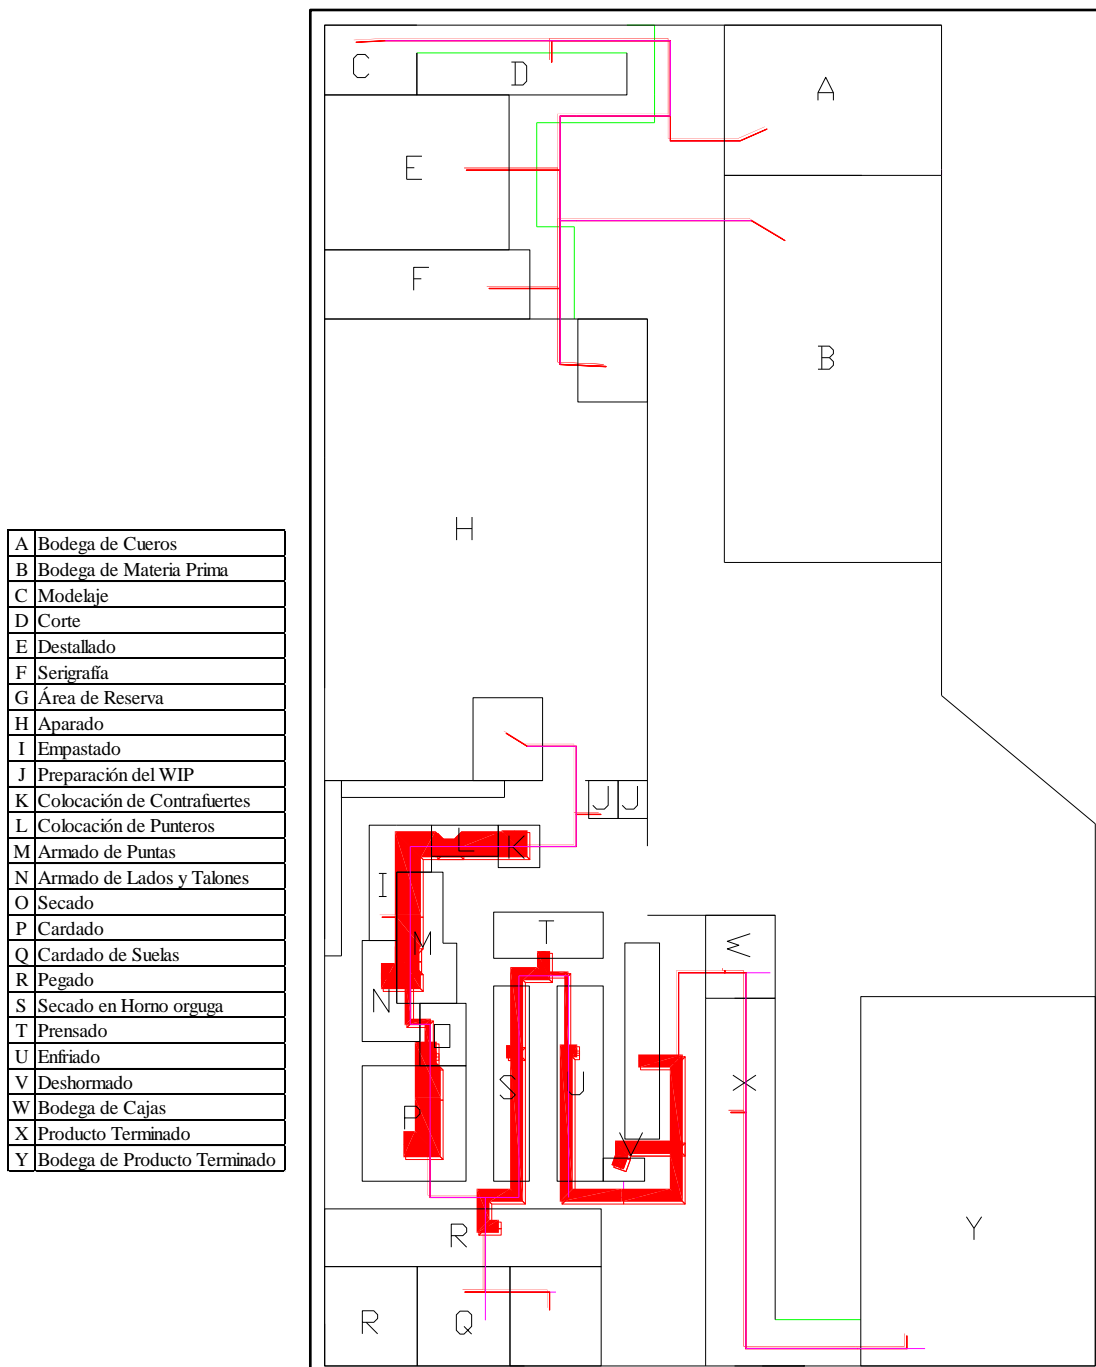 C
D
A
E
F
B
H
A Bodega de Cueros
B Bodega de Materia Prima
C Modelaje
D Corte
E Destallado
F Serigrafía
G Área de Reserva
H Aparado
I Empastado
J Preparación del WIP
K Colocación de Contrafuertes
L Colocación de Punteros
M Armado de Puntas
N Armado de Lados y Talones
O Secado
P Cardado
Q Cardado de Suelas
R Pegado
S Secado en Horno orguga
T Prensado
U Enfriado
V Deshormado
W Bodega de Cajas
X Producto Terminado
Y Bodega de Producto Terminado
J J
L K
I
T
M
W
N
S
J
X
P
V
R
Y
R
Q